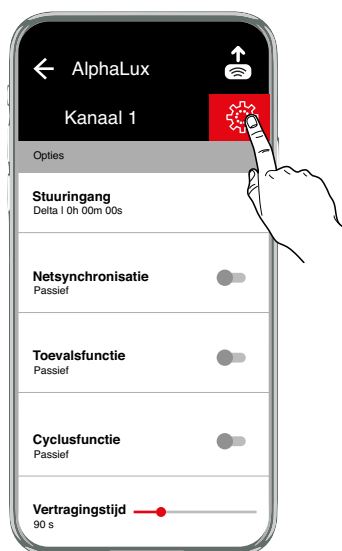 AlphaLux
Kanaal 1
Opties
Stuuringang
Delta I 0h 00m 00s
Netsynchronisatie
Passief
Toevalsfunctie
Passief
Cyclusfunctie
Passief
Vertragingstijd
90 s